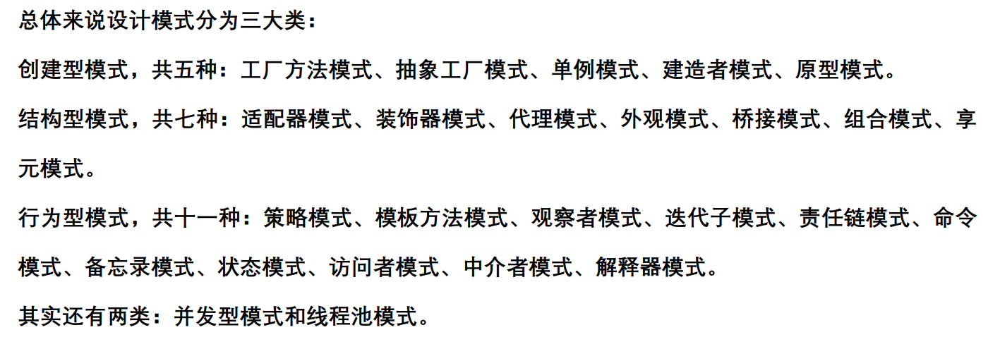 总体来说设计模式分为三大类：
创建型模式，共五种：工厂方法模式、抽象工厂模式、单例模式、建造者模式、原型模式。
结构型模式，共七种：适配器模式、装饰器模式、代理模式、外观模式、桥接模式、组合模式、享
元模式。
行为型模式，共十一种：策略模式、模板方法模式、观察者模式、迭代子模式、责任链模式、命令
模式、备忘录模式、状态模式、访问者模式、中介者模式、解释器模式。
其实还有两类：并发型模式和线程池模式。